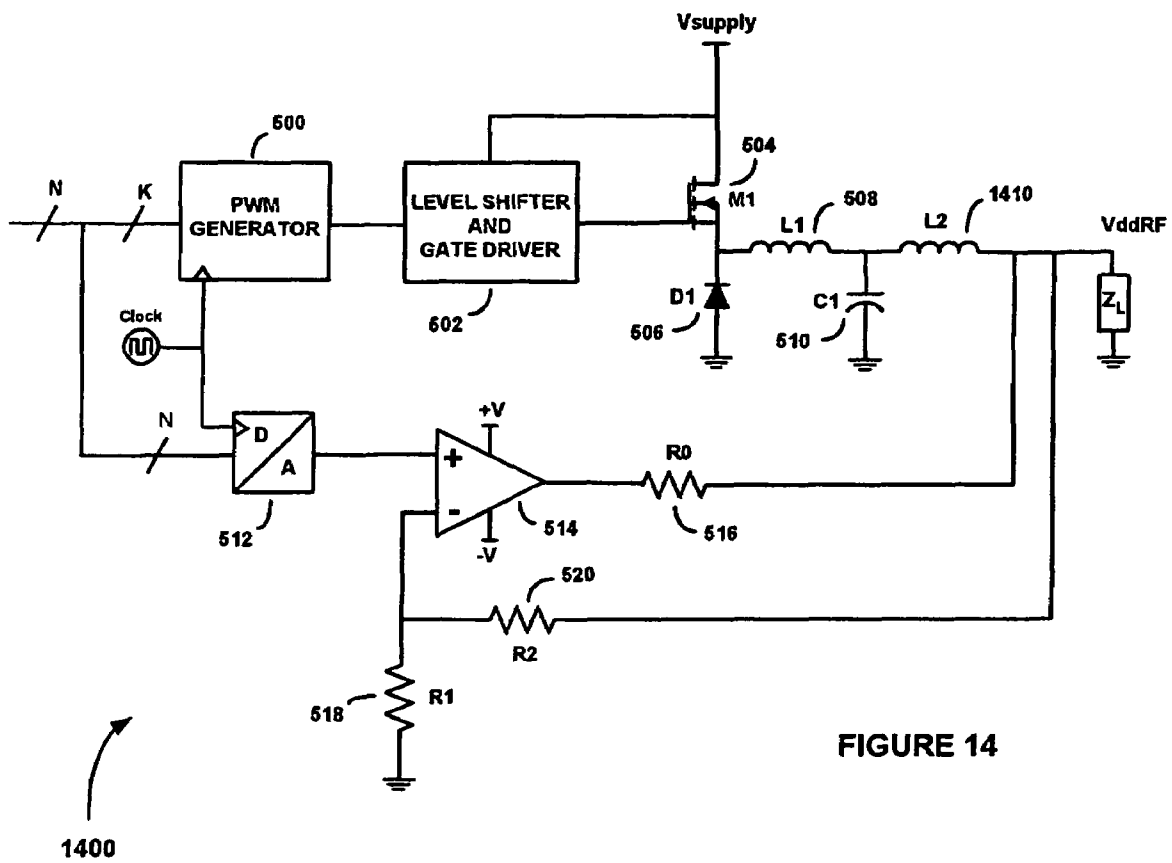 Vsupply
500
504
N
K
PWM
GENERATOR
LEVEL SHIFTER
AND
GATE DRIVER
M1
508
1410
L1
L2
VddRF
D1
C1
ZL
502
506
510
Clock
N
D
A
+V
+
-
-V
R0
512
514
516
520
R2
518
R1
FIGURE 14
1400